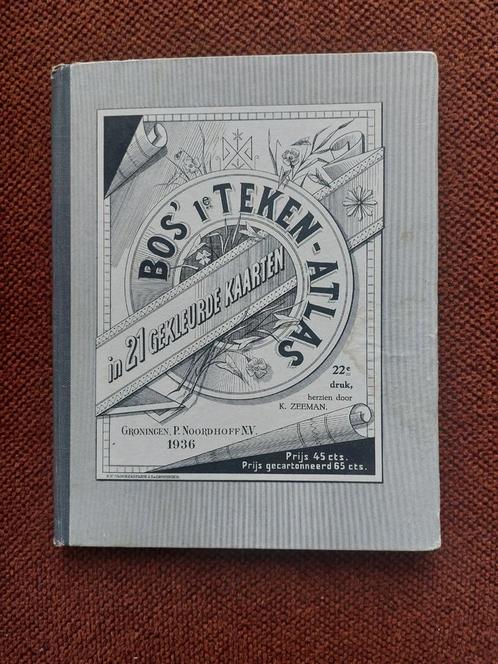 BOS' 1e TEKEN-ATLAS
in 21 GEKLEURDE KAARTEN
22e
druk,
herzien door
K. ZEEMAN.
GRONINGEN, P. NOORDHOFF N.V.
1936
Prijs 45 cts.
Prijs gecartonneerd 65 cts.